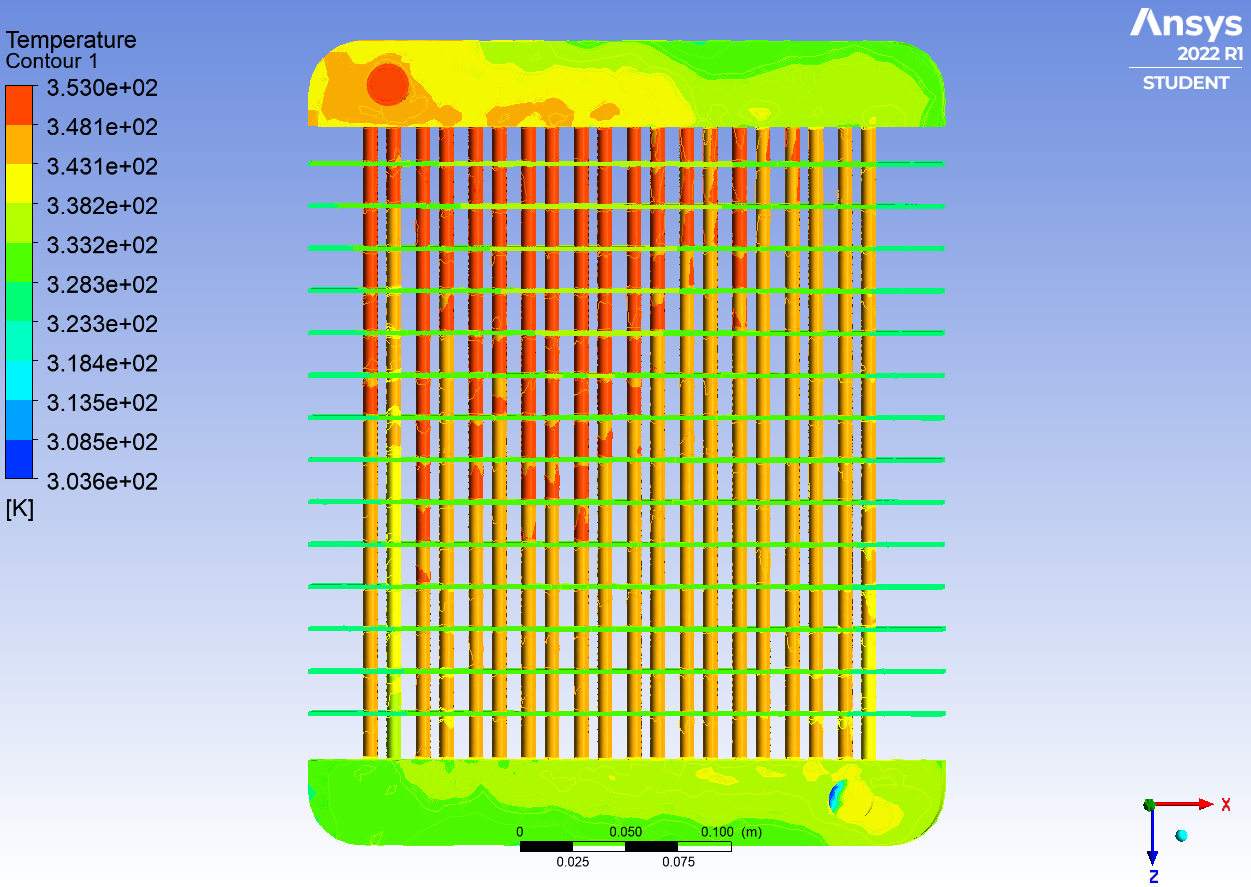 Temperature
Contour 1
3.530e+02
3.481e+02
3.431e+02
3.382e+02
3.332e+02
3.283e+02
3.233e+02
3.184e+02
3.135e+02
3.085e+02
3.036e+02
[K]
Ansys
2022 R1
STUDENT
0 0.050 0.100 (m)
0.025 0.075
X
Z